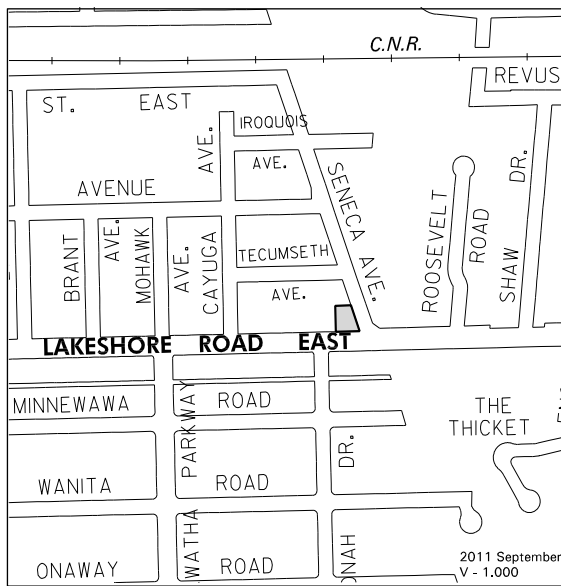 C.N.R.
REVUS
ST. EAST
IROQUOIS
AVE.
AVE.
AVENUE
SENECA AVE.
ROOSEVELT
ROAD
SHAW
DR.
BRANT
AVE.
MOHAWK
AVE.
CAYUGA
TECUMSETH
AVE.
LAKESHORE ROAD EAST
MINNEWAWA ROAD
PARKWAY
THE
THICKET
DR.
WANITA ROAD
WATHA
ONAH
ONAWAY ROAD
2011 September
V - 1.000